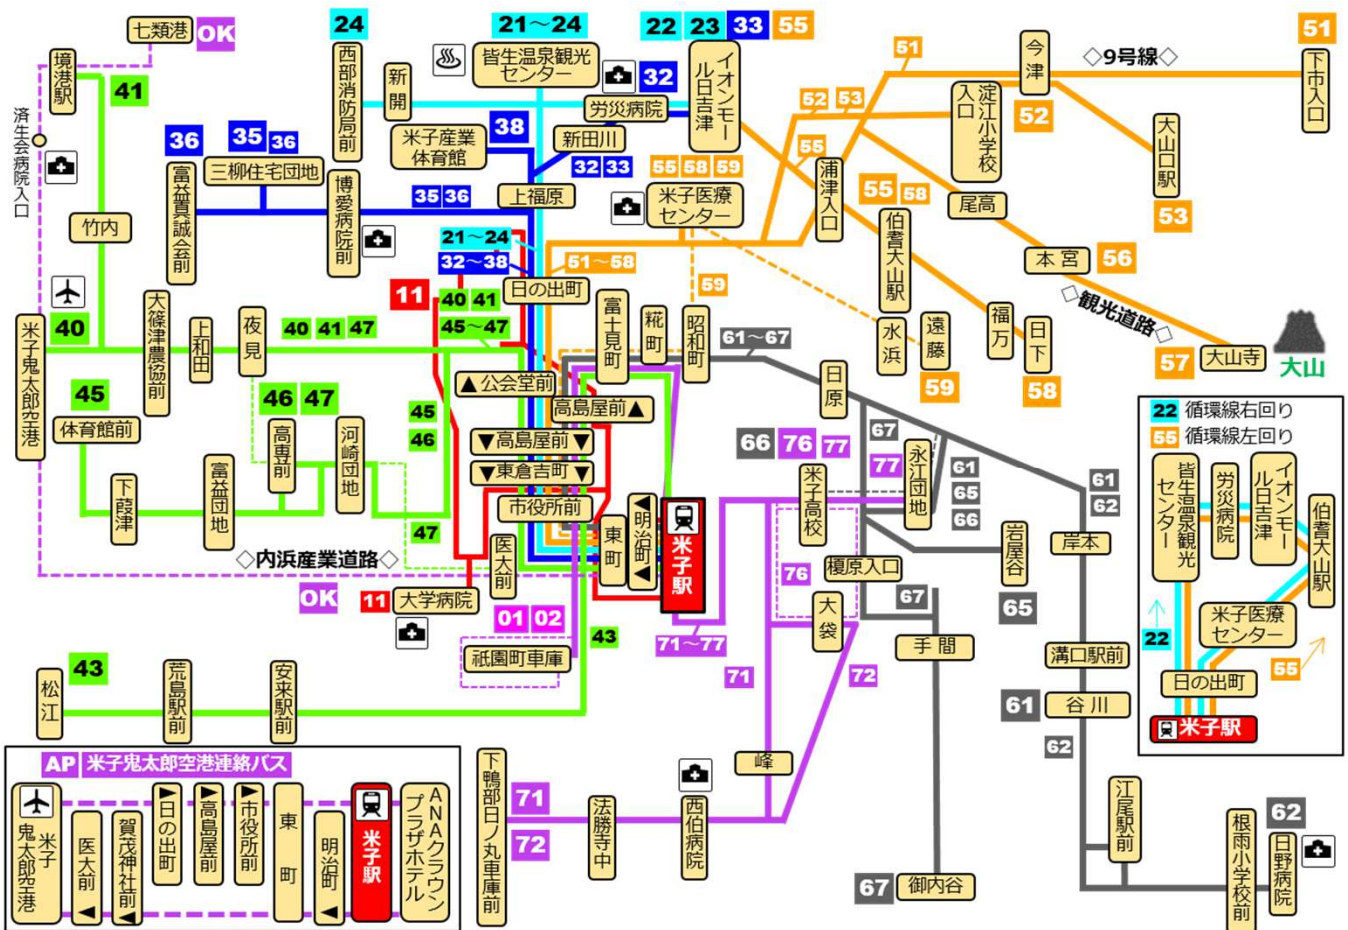 七類港
OK
24
21～24
22
23
33
55
51
境港駅
41
西部消防局前
新開
皆生温泉観光
センター
32
イオンモー
ル日吉津
51
今津
◇9号線◇
下市入口
済生会病院入口
36
35
36
三柳住宅団地
38
米子産業
体育館
労災病院
新田川
32
33
52
53
淀江小学校
入口
52
大山口駅
53
55
55
58
59
米子医療
センター
浦津入口
55
58
伯耆大山駅
尾高
本宮
56
竹内
富益真誠会前
博愛病院前
35
36
上福原
21～24
32～38
51～58
日の出町
59
11
40
41
45～47
◇観光道路◇
57
大山寺
大山
40
米子鬼太郎空港
大篠津農協前
上和田
夜見
40
41
47
富士見町
糀町
昭和町
61～67
水浜
遠藤
59
福万
日下
58
▲公会堂前
高島屋前▲
日原
45
体育館前
46
47
高専前
河崎団地
45
46
▼高島屋前▼
▼東倉吉町▼
市役所前
66
76
77
67
77
永江団地
61
65
66
米子高校
61
62
下葭津
富益団地
47
◇内浜産業道路◇
医大前
東町
◀明治町◀
米子駅
岩屋谷
65
岸本
榎原入口
67
76
大袋
OK
11
大学病院
01
02
43
71～77
祇園町車庫
手間
溝口駅前
71
72
43
松江
荒島駅前
安来駅前
61
谷川
62
峰
下鴨部日ノ丸車庫前
71
72
法勝寺中
西伯病院
67
御内谷
江尾駅前
根雨小学校前
62
日野病院
22
循環線右回り
55
循環線左回り
皆生温泉観光
センター
労災病院
イオンモー
ル日吉津
伯耆大山駅
米子医療
センター
22
55
日の出町
米子駅
AP
米子鬼太郎空港連絡バス
米子
鬼太郎空港
医大前◀
賀茂神社前◀
▶日の出町
▶高島屋前
▶市役所前
東町
明治町◀
米子駅
ANAクラウン
プラザホテル